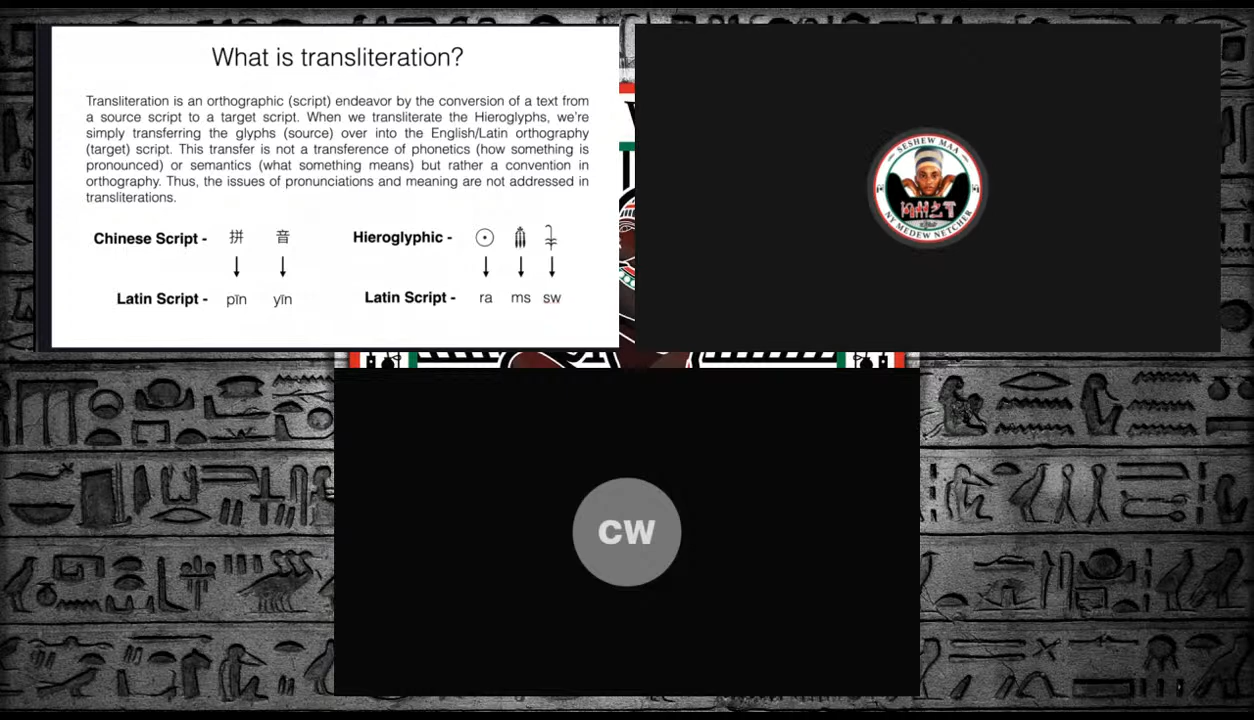 What is transliteration?
Transliteration is an orthographic (script) endeavor by the conversion of a text from
a source script to a target script. When we transliterate the Hieroglyphs, we're
simply transferring the glyphs (source) over into the English/Latin orthography
(target) script. This transfer is not a transference of phonetics (how something is
pronounced) or semantics (what something means) but rather a convention in
orthography. Thus, the issues of pronunciations and meaning are not addressed in
transliterations.
Chinese Script - 拼 音
Latin Script - pīn yīn
Hieroglyphic -
Latin Script - ra ms sw
SESHEW MAA
NY MEDEW NETCHER
CW